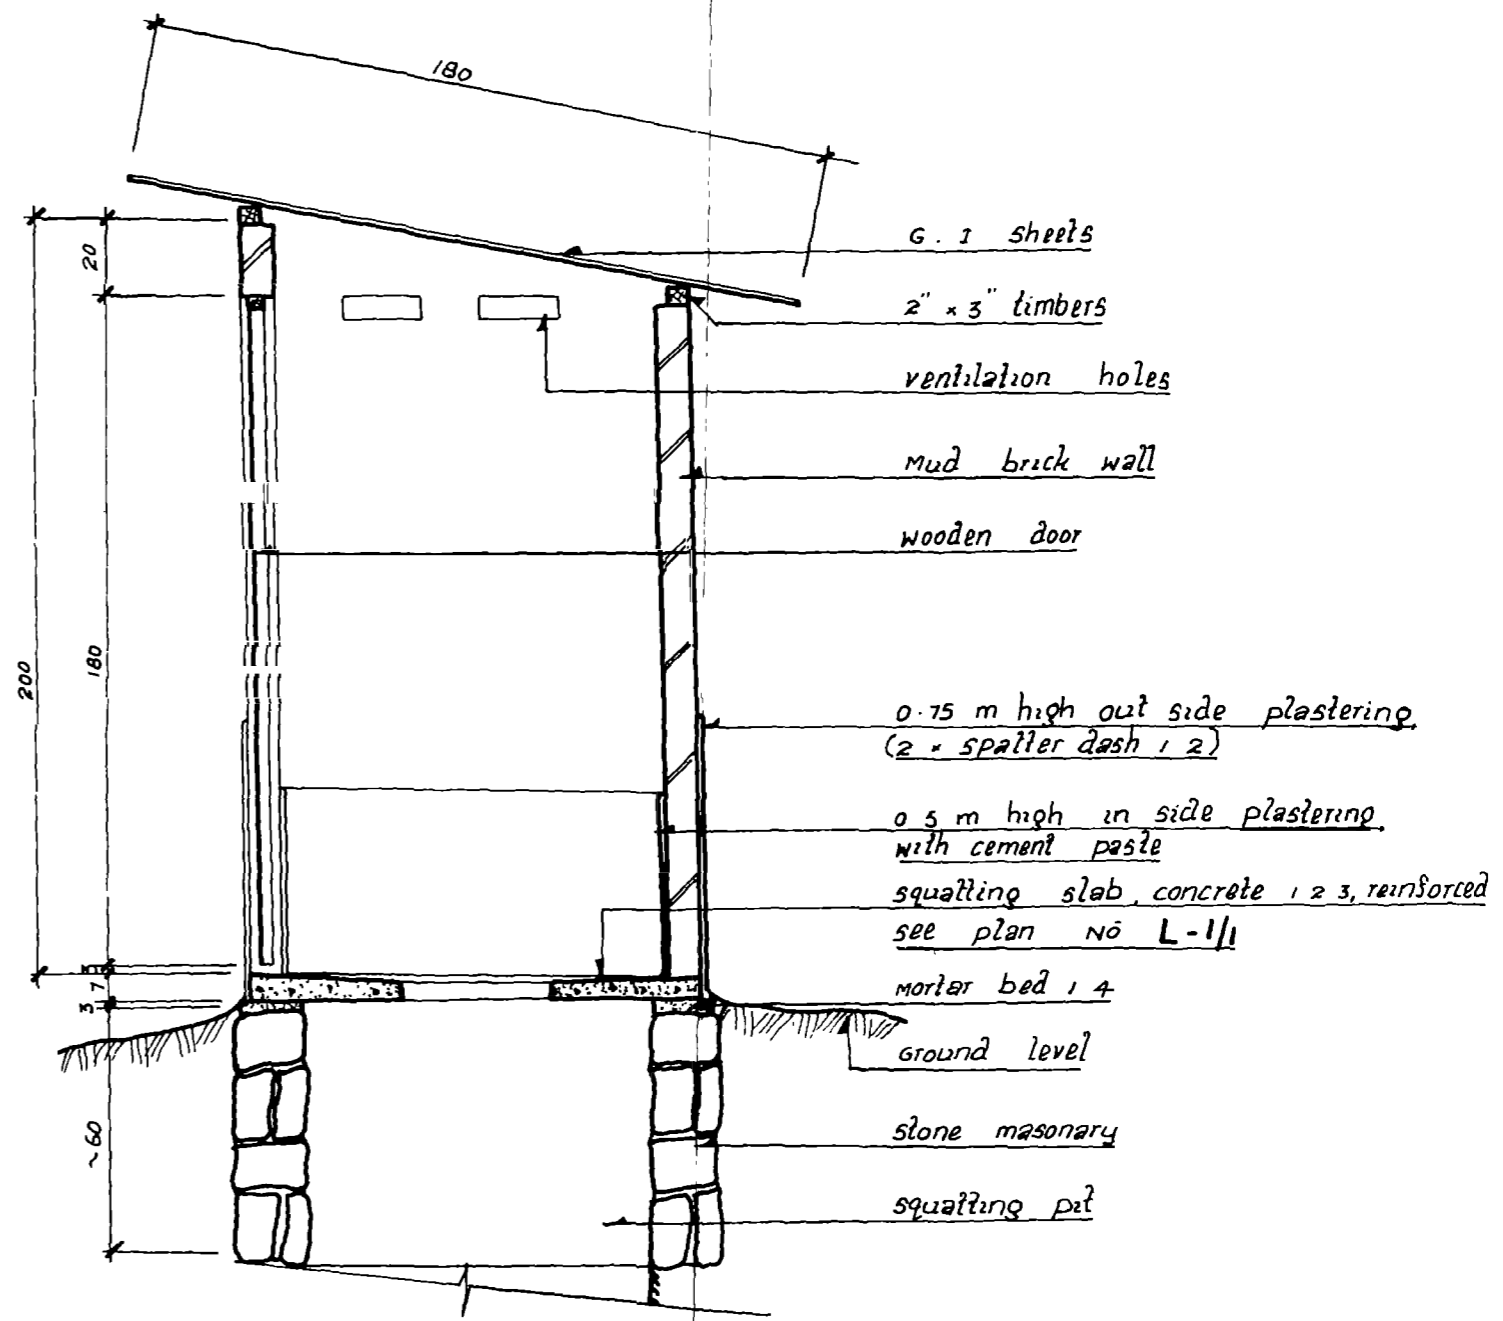 180
G. I sheets
20
2" x 3" timbers
ventilation holes
Mud brick wall
wooden door
200
180
0.75 m high out side plastering
(2 x spatter dash 1 2)
0 5 m high in side plastering
with cement paste
squatting slab, concrete 1 2 3, reinforced
see plan NO L-1/1
7
mortar bed 1 4
3
Ground level
~60
stone masonary
squatting pit